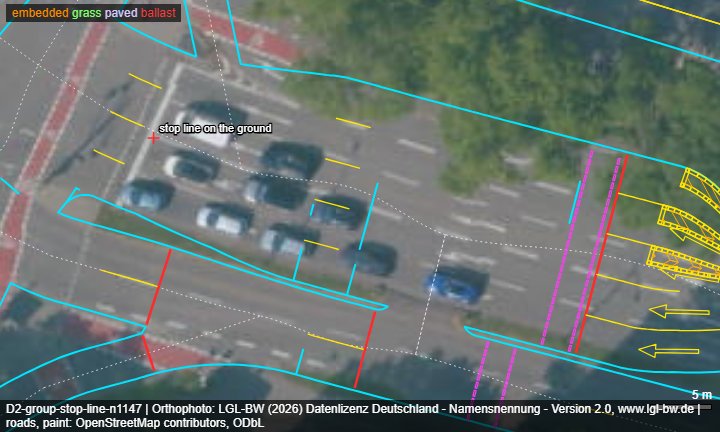 embedded grass paved ballast
stop line on the ground
5 m
D2-group-stop-line-n1147 | Orthophoto: LGL-BW (2026) Datenlizenz Deutschland - Namensnennung - Version 2.0, www.lgl-bw.de |
roads, paint: OpenStreetMap contributors, ODbL